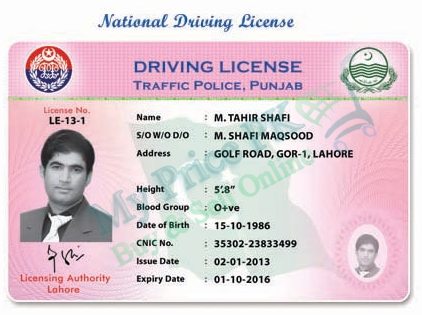 National Driving License
DRIVING LICENSE
TRAFFIC POLICE, PUNJAB
License No.
LE-13-1
Name : M. TAHIR SHAFI
S/O W/O D/O : M. SHAFI MAQSOOD
Address : GOLF ROAD, GOR-1, LAHORE
Height : 5'.8"
Blood Group : O+ve
Date of Birth : 15-10-1986
CNIC No. : 35302-23833499
Issue Date : 02-01-2013
Expiry Date : 01-10-2016
Licensing Authority
Lahore
My Price
Buy & Sell Online